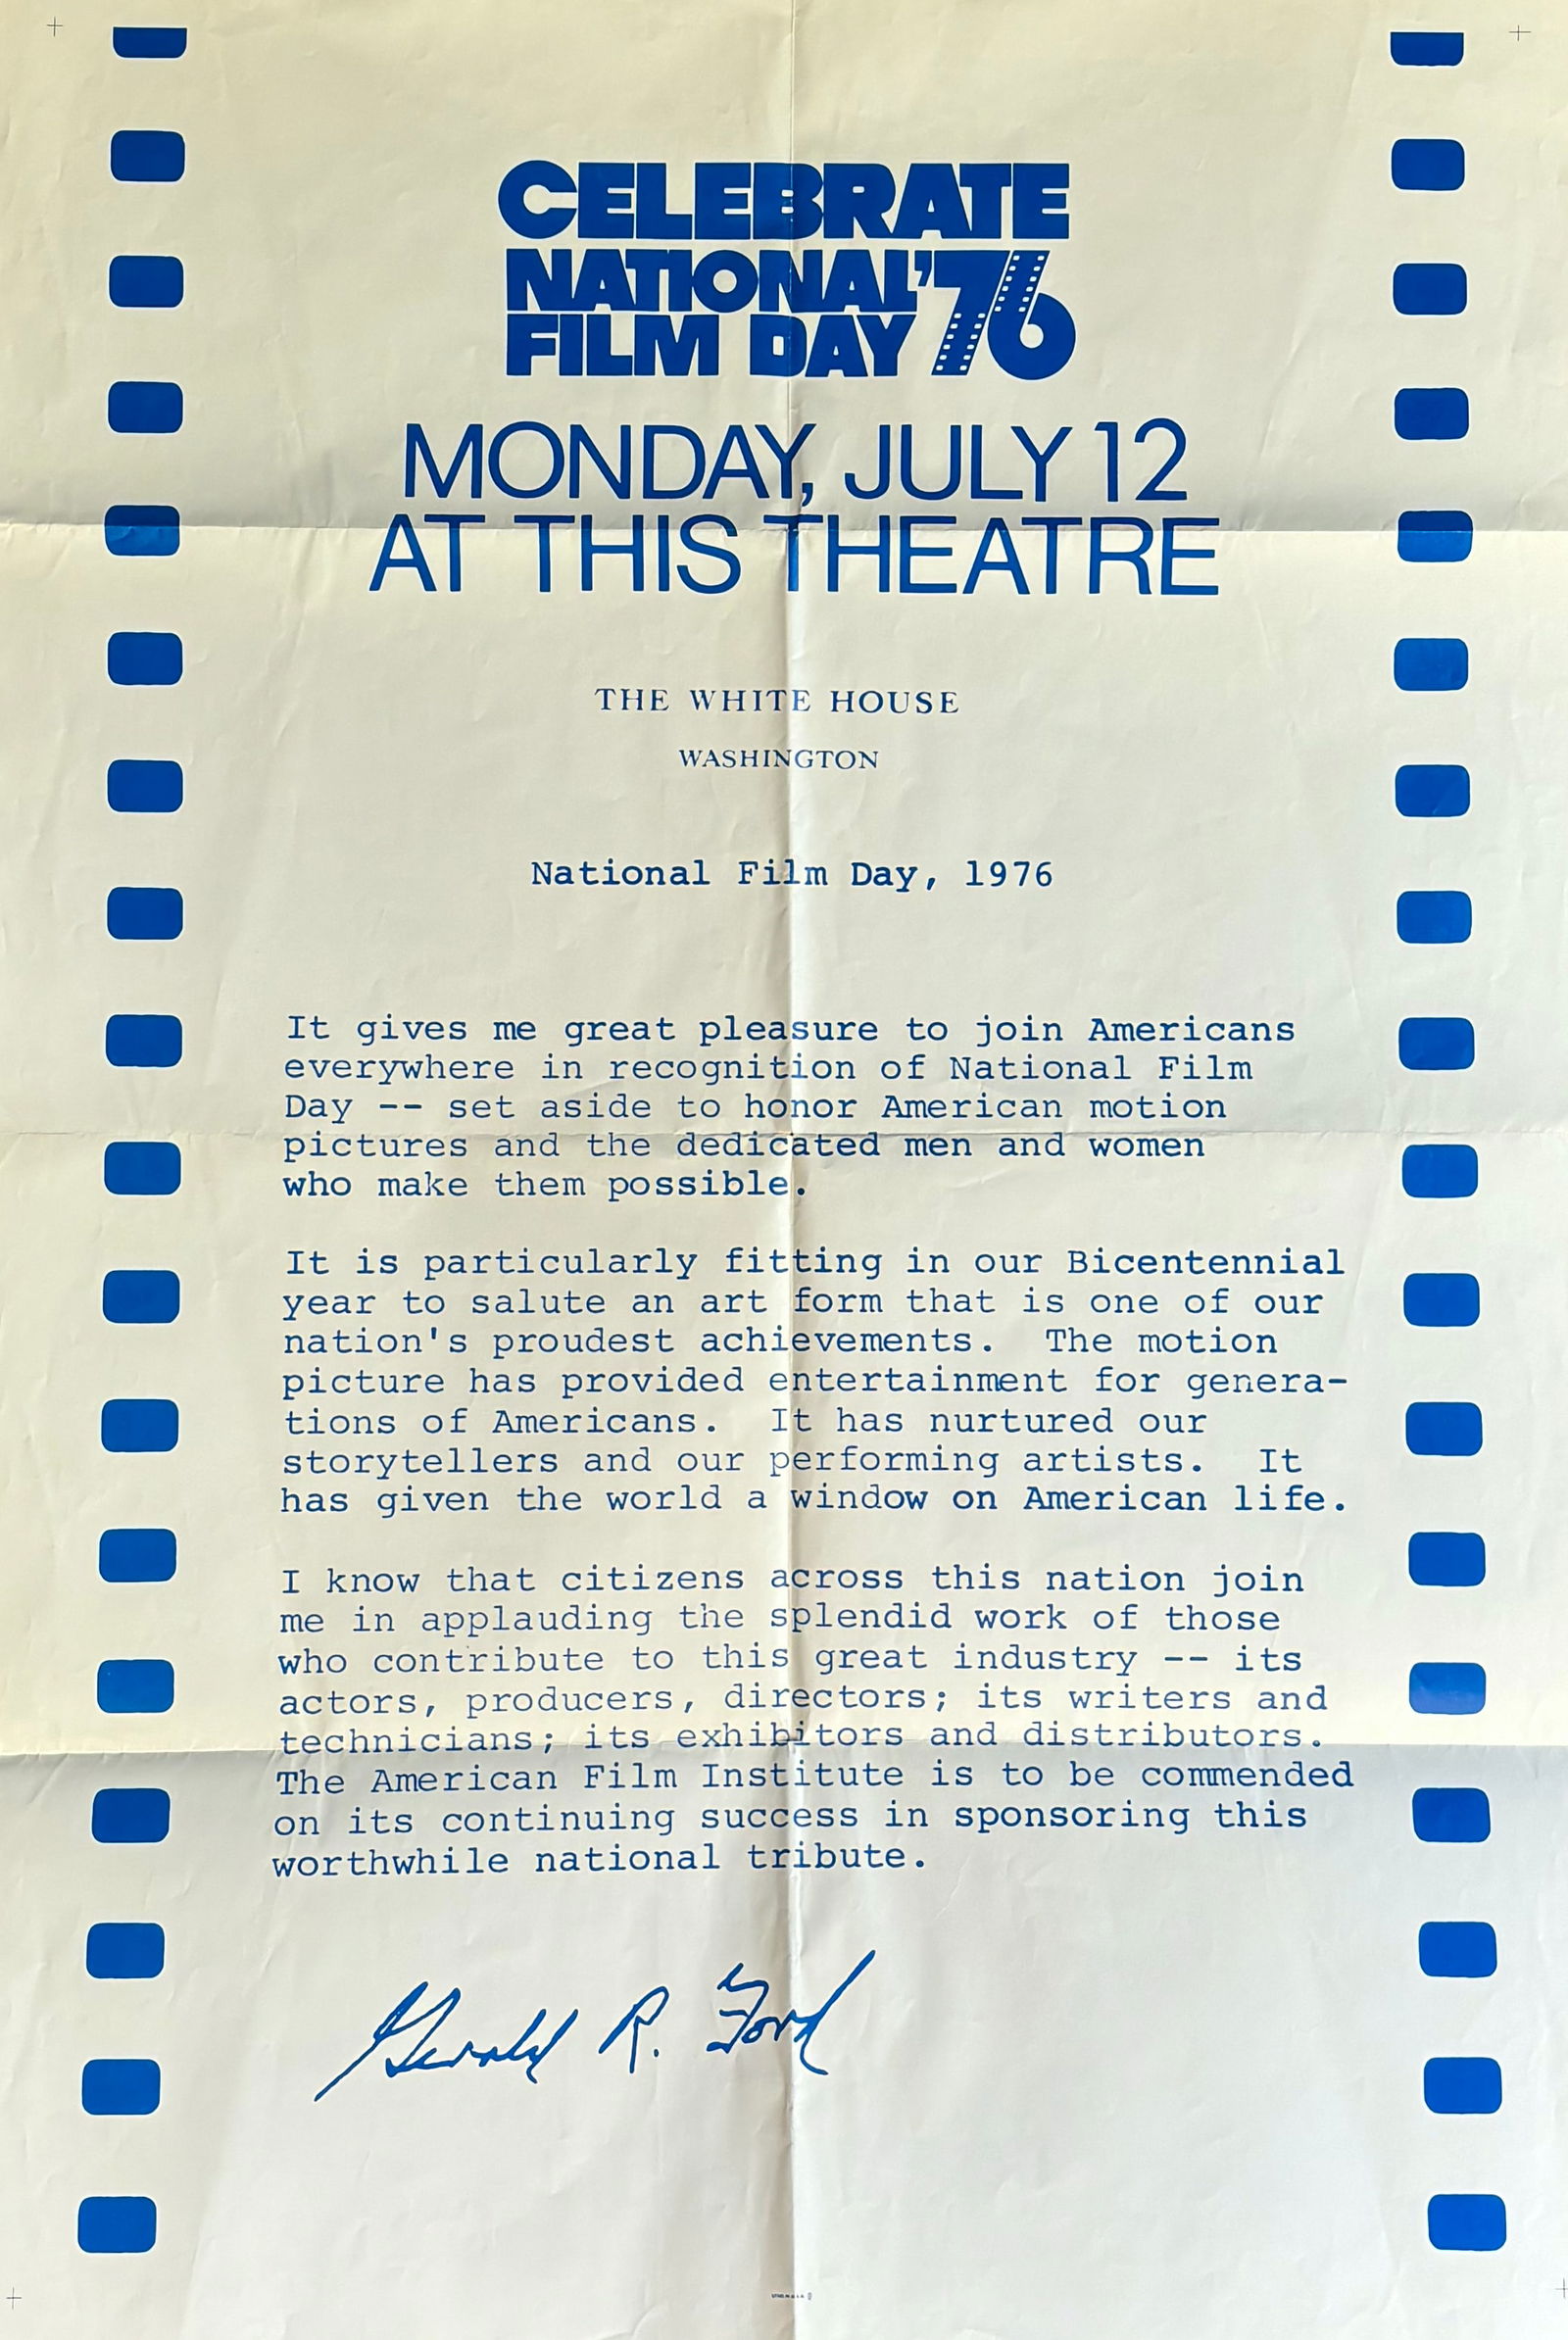 CELEBRATE
NATIONAL '76
FILM DAY
MONDAY, JULY 12
AT THIS THEATRE
THE WHITE HOUSE
WASHINGTON
National Film Day, 1976
It gives me great pleasure to join Americans
everywhere in recognition of National Film
Day -- set aside to honor American motion
pictures and the dedicated men and women
who make them possible.
It is particularly fitting in our Bicentennial
year to salute an art form that is one of our
nation's proudest achievements.  The motion
picture has provided entertainment for genera-
tions of Americans.  It has nurtured our
storytellers and our performing artists.  It
has given the world a window on American life.
I know that citizens across this nation join
me in applauding the splendid work of those
who contribute to this great industry -- its
actors, producers, directors; its writers and
technicians; its exhibitors and distributors.
The American Film Institute is to be commended
on its continuing success in sponsoring this
worthwhile national tribute.
Gerald R. Ford